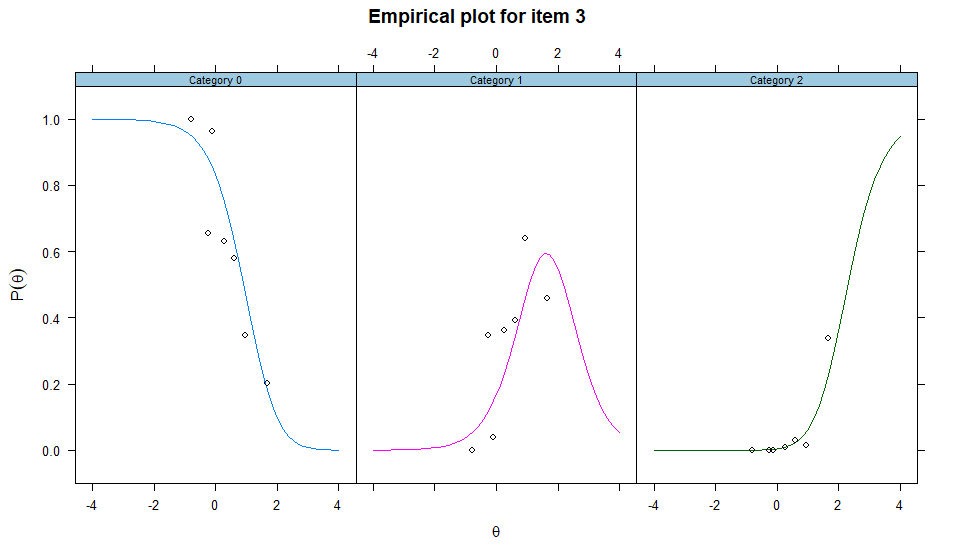 Empirical plot for item 3
-4 -2 0 2 4
Category 0 Category 1 Category 2
1.0
0.8
0.6
0.4
0.2
0.0
P(θ)
-4 -2 0 2 4 -4 -2 0 2 4
θ